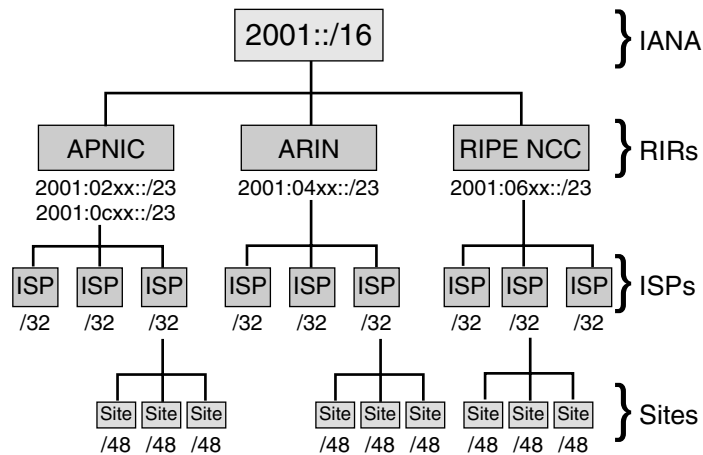 2001::/16
} IANA
APNIC ARIN RIPE NCC } RIRs
2001:02xx::/23 2001:04xx::/23 2001:06xx::/23
2001:0cxx::/23
ISP ISP ISP ISP ISP ISP ISP ISP ISP } ISPs
/32 /32 /32 /32 /32 /32 /32 /32 /32
Site Site Site Site Site Site Site Site Site } Sites
/48 /48 /48 /48 /48 /48 /48 /48 /48